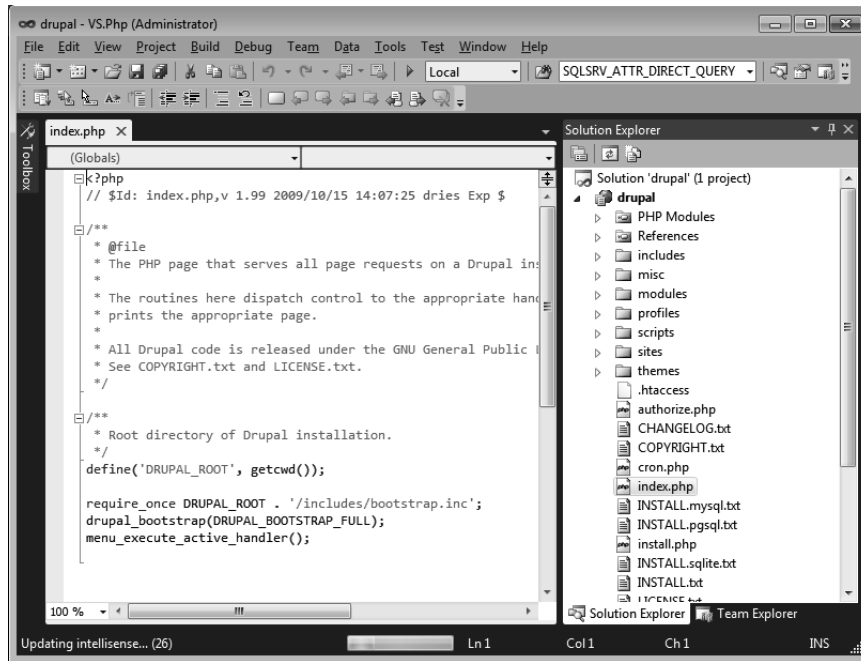 drupal - VS.Php (Administrator)
File Edit View Project Build Debug Team Data Tools Test Window Help
Local SQLSRV_ATTR_DIRECT_QUERY
Toolbox
index.php
(Globals)
<?php
// $Id: index.php,v 1.99 2009/10/15 14:07:25 dries Exp $
/**
* @file
* The PHP page that serves all page requests on a Drupal ins
*
* The routines here dispatch control to the appropriate hand
* prints the appropriate page.
*
* All Drupal code is released under the GNU General Public
* See COPYRIGHT.txt and LICENSE.txt.
*/
/**
* Root directory of Drupal installation.
*/
define('DRUPAL_ROOT', getcwd());
require_once DRUPAL_ROOT . '/includes/bootstrap.inc';
drupal_bootstrap(DRUPAL_BOOTSTRAP_FULL);
menu_execute_active_handler();
100 %
Solution Explorer
Solution 'drupal' (1 project)
drupal
PHP Modules
References
includes
misc
modules
profiles
scripts
sites
themes
.htaccess
authorize.php
CHANGELOG.txt
COPYRIGHT.txt
cron.php
index.php
INSTALL.mysql.txt
INSTALL.pgsql.txt
install.php
INSTALL.sqlite.txt
INSTALL.txt
LICENSE.txt
Solution Explorer Team Explorer
Updating intellisense... (26) Ln 1 Col 1 Ch 1 INS